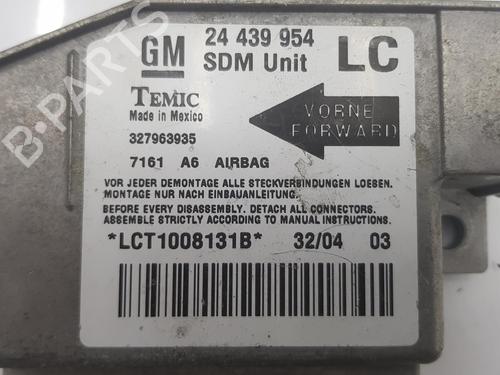 GM 24 439 954 LC
SDM Unit
TEMIC
Made in Mexico
VORNE
FORWARD
327963935
7161 A6 AIRBAG
VOR JEDER DEMONTAGE ALLE STECKVERBINDUNGEN LOESEN.
MONTAGE NUR NACH EINBAUANLEITUNG.
BEFORE EVERY DISASSEMBLY. DETACH ALL CONNECTORS.
ASSEMBLE STRICTLY ACCORDING TO MANUAL INSTRUCTIONS.
*LCT1008131B* 32/04 03
B-PARTS